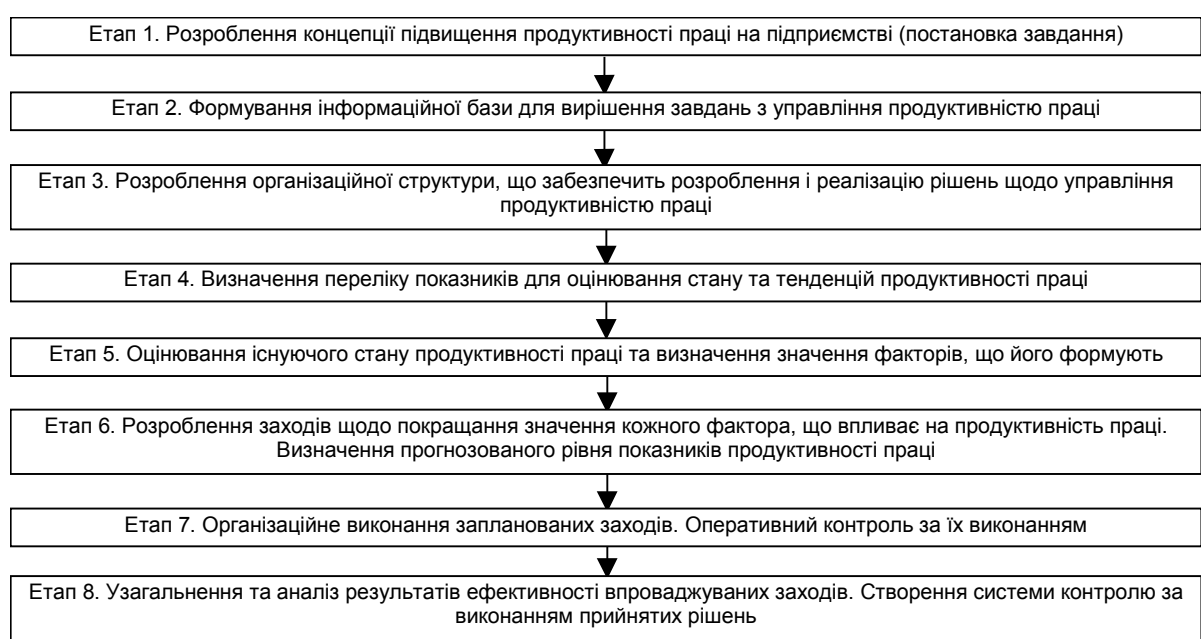 Етап 1. Розроблення концепції підвищення продуктивності праці на підприємстві (постановка завдання)
Етап 2. Формування інформаційної бази для вирішення завдань з управління продуктивністю праці
Етап 3. Розроблення організаційної структури, що забезпечить розроблення і реалізацію рішень щодо управління
продуктивністю праці
Етап 4. Визначення переліку показників для оцінювання стану та тенденцій продуктивності праці
Етап 5. Оцінювання існуючого стану продуктивності праці та визначення значення факторів, що його формують
Етап 6. Розроблення заходів щодо покращання значення кожного фактора, що впливає на продуктивність праці.
Визначення прогнозованого рівня показників продуктивності праці
Етап 7. Організаційне виконання запланованих заходів. Оперативний контроль за їх виконанням
Етап 8. Узагальнення та аналіз результатів ефективності впроваджуваних заходів. Створення системи контролю за
виконанням прийнятих рішень